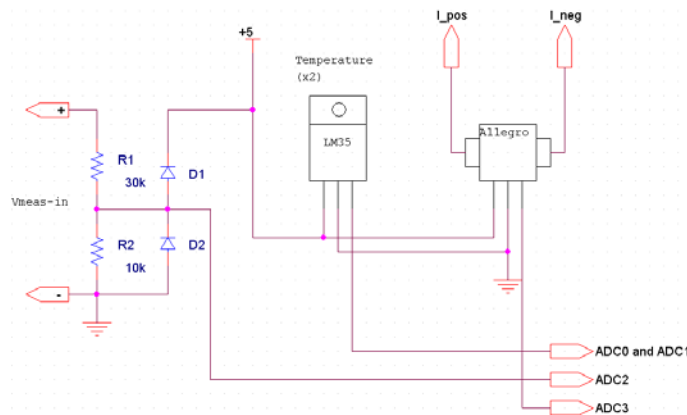 I_pos
I_neg
+5
Temperature
(x2)
Allegro
+
LM35
R1
D1
30k
Vmeas-in
R2
D2
10k
-
ADC0 and ADC1
ADC2
ADC3